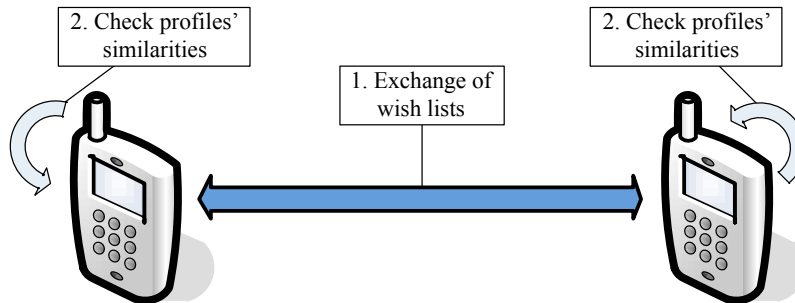 2. Check profiles’
similarities
1. Exchange of
wish lists
2. Check profiles’
similarities